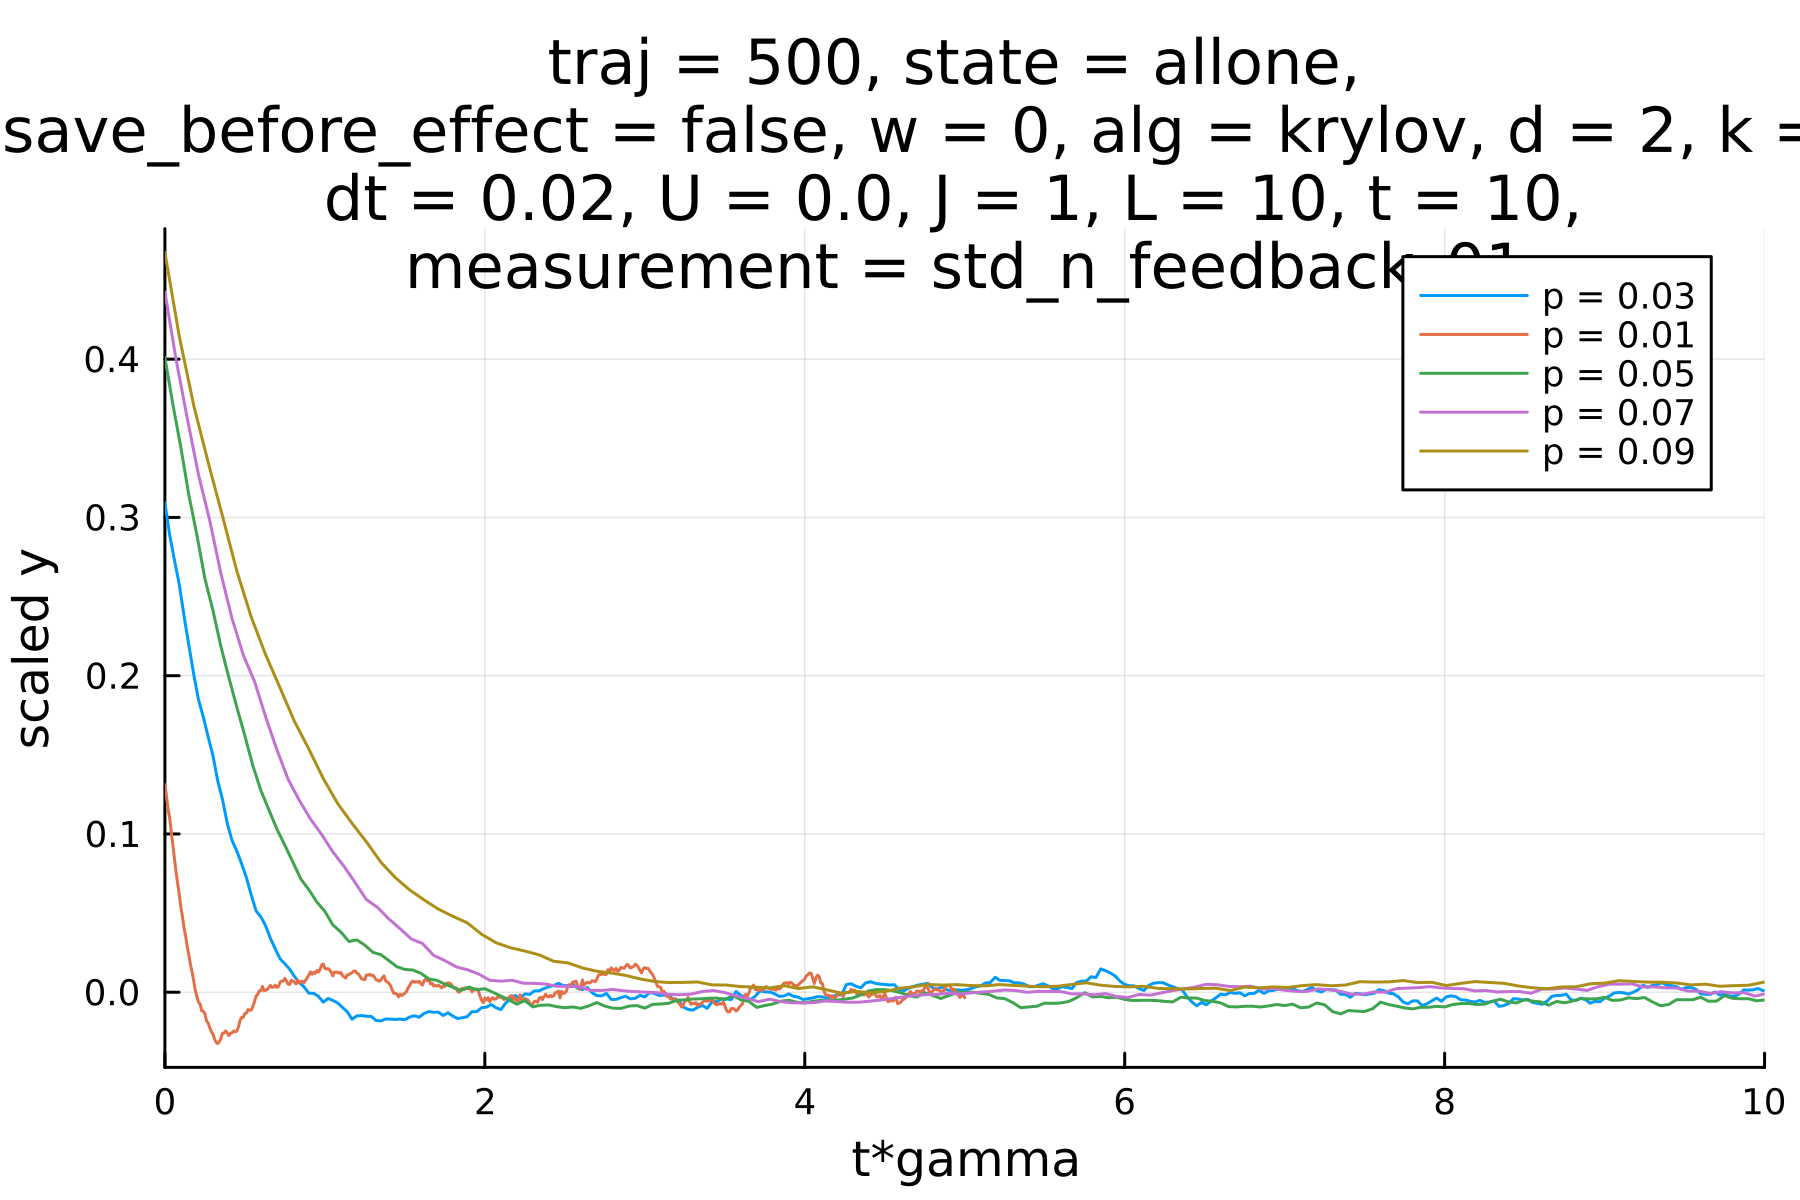 traj = 500, state = allone,
save_before_effect = false, w = 0, alg = krylov, d = 2, k =
dt = 0.02, U = 0.0, J = 1, L = 10, t = 10,
measurement = std_n_feedback
p = 0.03
p = 0.01
p = 0.05
p = 0.07
p = 0.09
0.4
0.3
0.2
0.1
0.0
scaled y
0 2 4 6 8 10
t*gamma